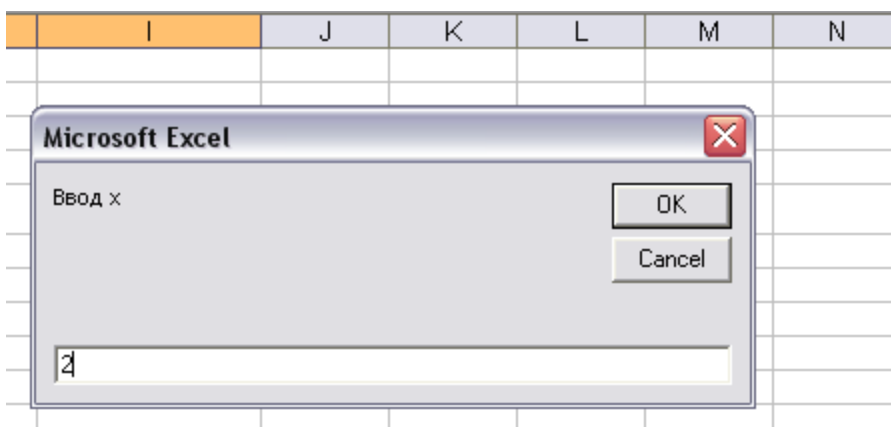 I J K L M N
Microsoft Excel
Ввод x
OK
Cancel
2